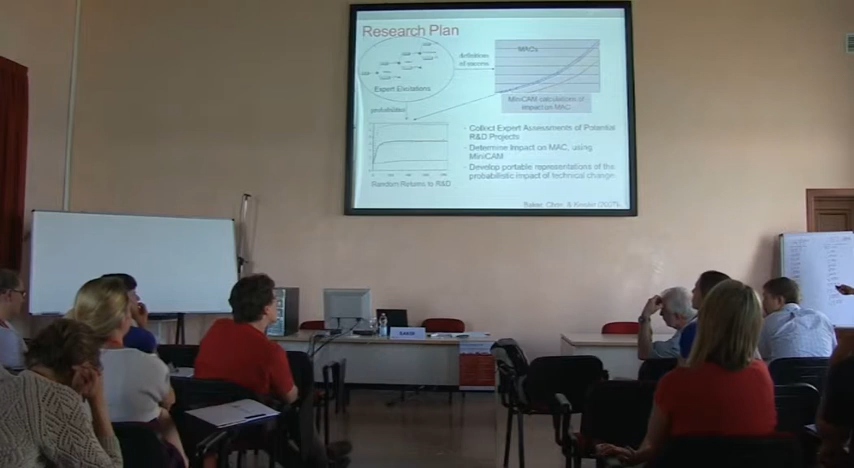 Research Plan
Expert Elicitations
definitions
of success
MACs
MiniCAM calculations of
impact on MAC
probabilities
- Collect Expert Assessments of Potential
R&D Projects
- Determine Impact on MAC, using
MiniCAM
- Develop portable representations of the
probabilistic impact of technical change
Random Returns to R&D